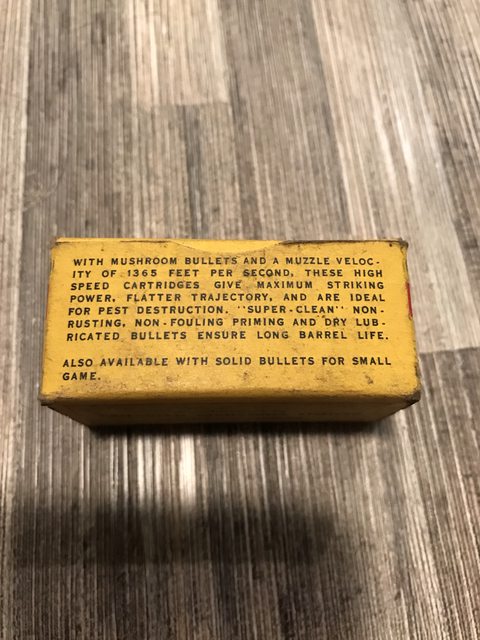 WITH MUSHROOM BULLETS AND A MUZZLE VELOC-
ITY OF 1365 FEET PER SECOND, THESE HIGH
SPEED CARTRIDGES GIVE MAXIMUM STRIKING
POWER, FLATTER TRAJECTORY, AND ARE IDEAL
FOR PEST DESTRUCTION. "SUPER-CLEAN" NON-
RUSTING, NON-FOULING PRIMING AND DRY LUB-
RICATED BULLETS ENSURE LONG BARREL LIFE.
ALSO AVAILABLE WITH SOLID BULLETS FOR SMALL
GAME.